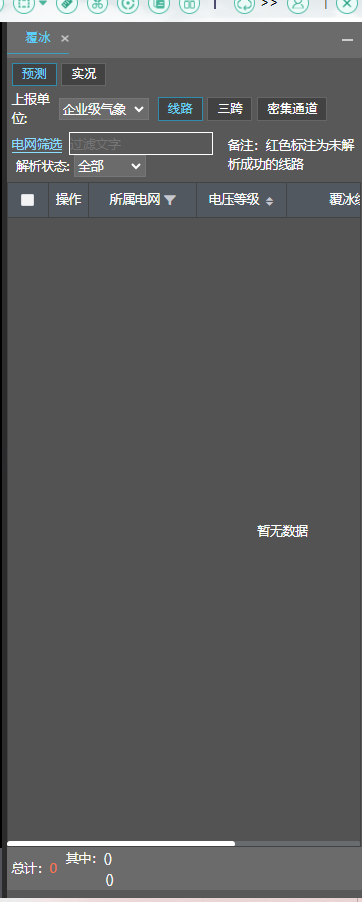 >>
覆冰 ×
预测 实况
上报单位: 企业级气象 线路 三跨 密集通道
电网筛选 过滤文字 备注：红色标注为未解析成功的线路
解析状态: 全部
操作 所属电网 电压等级 覆冰
暂无数据
总计: 0 其中: ()
()